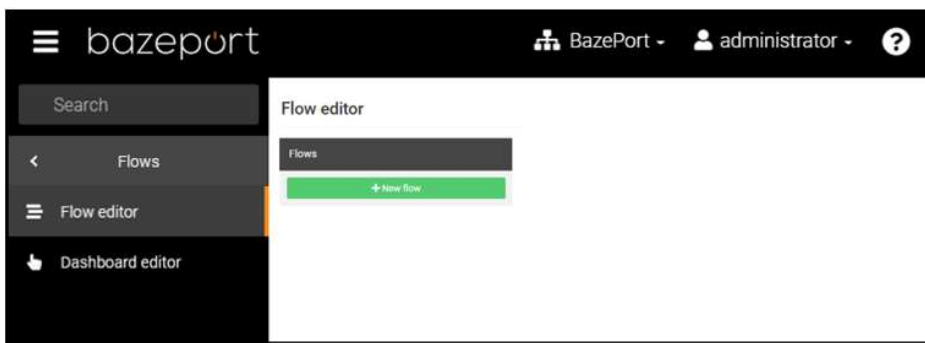 bazeport
BazePort
administrator
?
Search
Flows
Flow editor
Dashboard editor
Flow editor
Flows
+ New flow